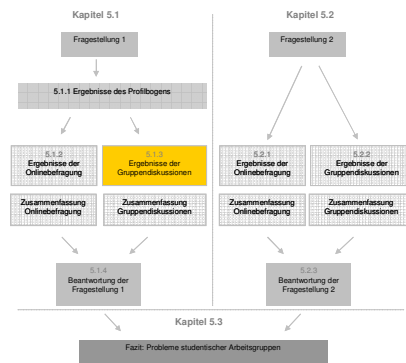 Kapitel 5.1
Kapitel 5.2
Fragestellung 1
Fragestellung 2
5.1.1 Ergebnisse des Profilbogens
5.1.2
Ergebnisse der
Onlinebefragung
5.1.3
Ergebnisse der
Gruppendiskussionen
5.2.1
Ergebnisse der
Onlinebefragung
5.2.2
Ergebnisse der
Gruppendiskussionen
Zusammenfassung
Onlinebefragung
Zusammenfassung
Gruppendiskussionen
Zusammenfassung
Onlinebefragung
Zusammenfassung
Gruppendiskussionen
5.1.4
Beantwortung der
Fragestellung 1
5.2.3
Beantwortung der
Fragestellung 2
Kapitel 5.3
Fazit: Probleme studentischer Arbeitsgruppen